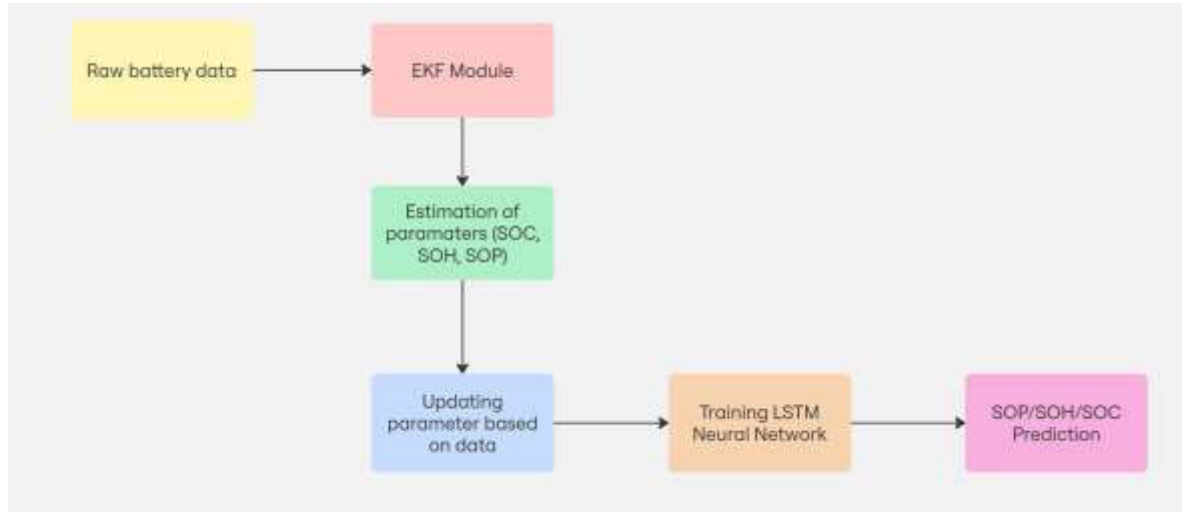 Raw battery data
EKF Module
Estimation of
paramaters (SOC,
SOH, SOP)
Updating
parameter based
on data
Training LSTM
Neural Network
SOP/SOH/SOC
Prediction